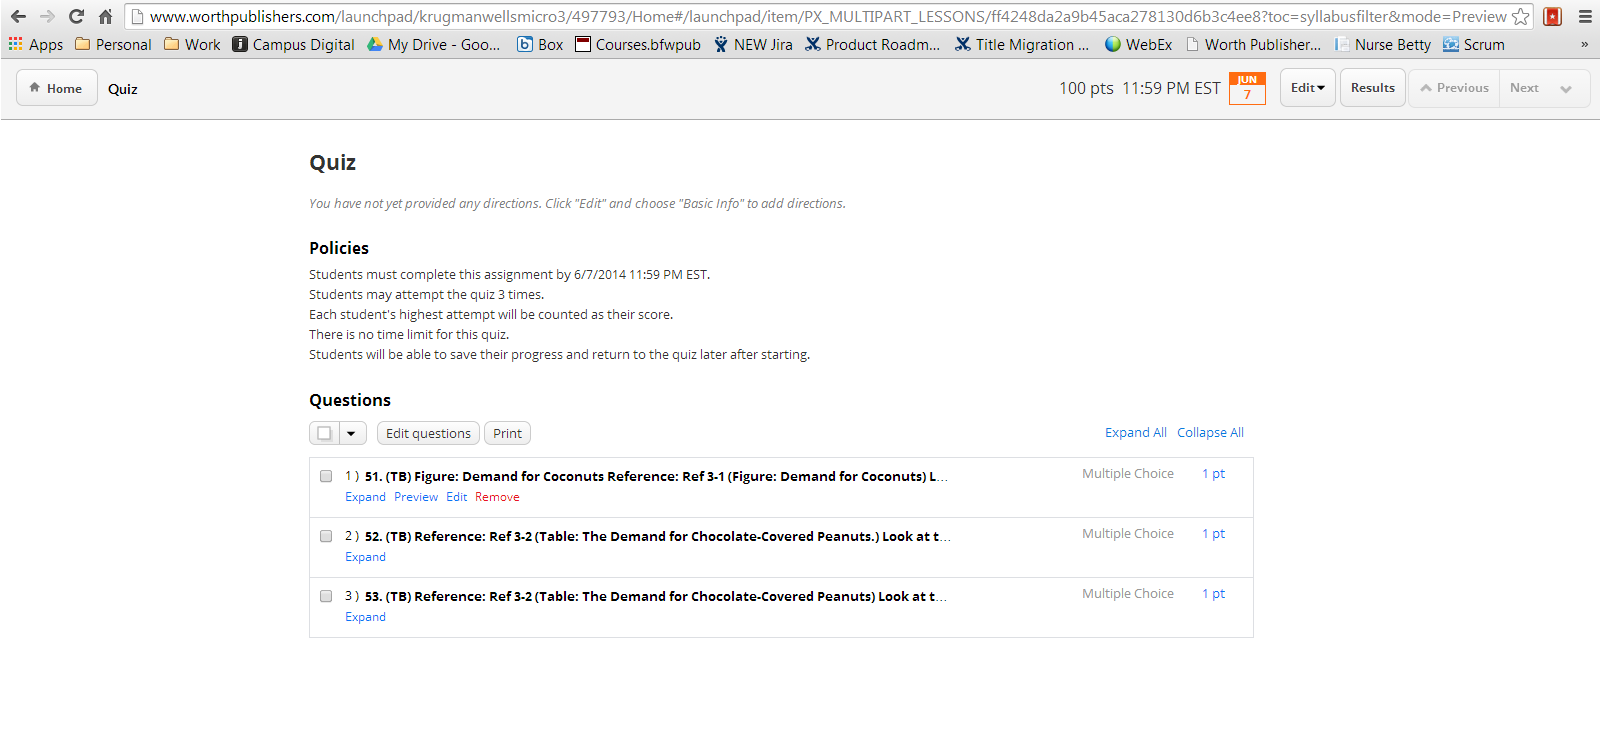 www.worthpublishers.com/launchpad/krugmanwellsmicro3/497793/Home#/launchpad/item/PX_MULTIPART_LESSONS/ff4248da2a9b45aca278130d6b3c4ee8?toc=syllabusfilter&mode=Preview
Apps Personal Work Campus Digital My Drive - Goo... Box Courses.bfwpub NEW Jira Product Roadm... Title Migration ... WebEx Worth Publisher... Nurse Betty Scrum »
Home Quiz 100 pts 11:59 PM EST JUN 7 Edit Results Previous Next
Quiz
You have not yet provided any directions. Click "Edit" and choose "Basic Info" to add directions.
Policies
Students must complete this assignment by 6/7/2014 11:59 PM EST.
Students may attempt the quiz 3 times.
Each student's highest attempt will be counted as their score.
There is no time limit for this quiz.
Students will be able to save their progress and return to the quiz later after starting.
Questions
Edit questions Print Expand All Collapse All
1 ) 51. (TB) Figure: Demand for Coconuts Reference: Ref 3-1 (Figure: Demand for Coconuts) L... Multiple Choice 1 pt
Expand Preview Edit Remove
2 ) 52. (TB) Reference: Ref 3-2 (Table: The Demand for Chocolate-Covered Peanuts.) Look at t... Multiple Choice 1 pt
Expand
3 ) 53. (TB) Reference: Ref 3-2 (Table: The Demand for Chocolate-Covered Peanuts) Look at t... Multiple Choice 1 pt
Expand